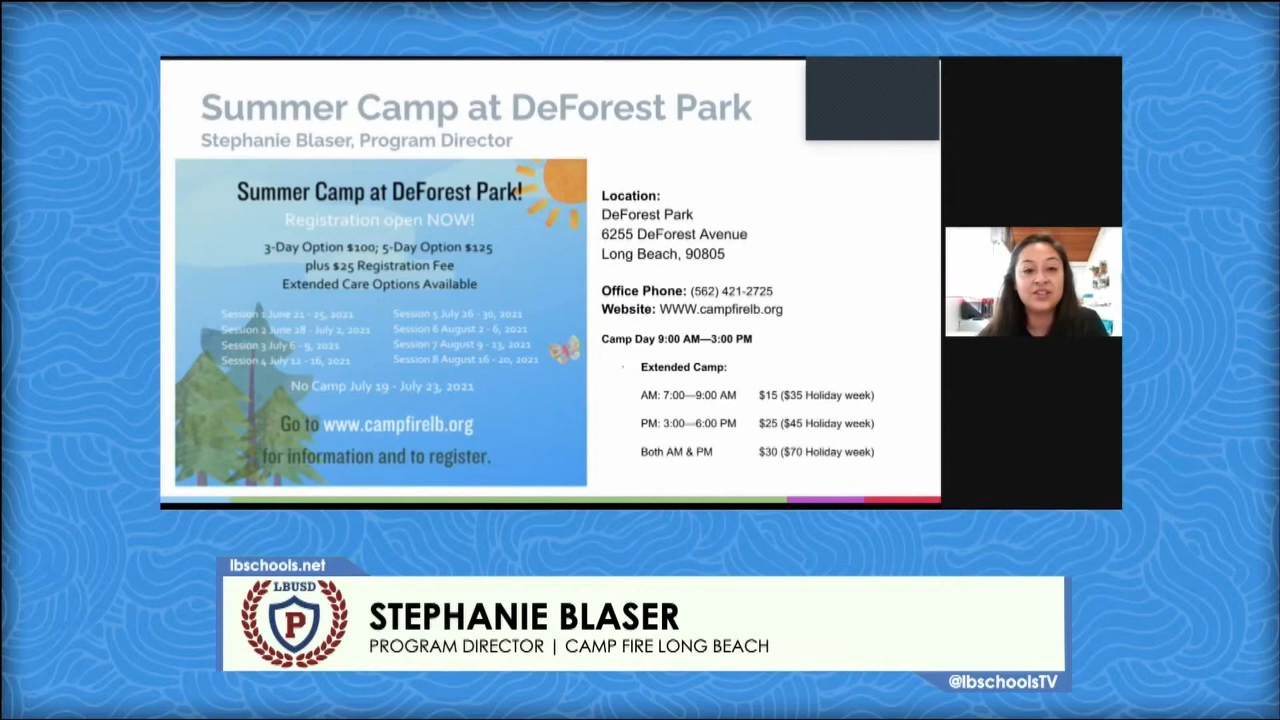 Summer Camp at DeForest Park
Stephanie Blaser, Program Director
Summer Camp at DeForest Park!
Registration open NOW!
3-Day Option $100; 5-Day Option $125
plus $25 Registration Fee
Extended Care Options Available
Session 1 June 21 - 25, 2021
Session 2 June 28 - July 2, 2021
Session 3 July 6 - 9, 2021
Session 4 July 12 - 16, 2021
Session 5 July 26 - 30, 2021
Session 6 August 2 - 6, 2021
Session 7 August 9 - 13, 2021
Session 8 August 16 - 20, 2021
No Camp July 19 - July 23, 2021
Go to www.campfirelb.org
for information and to register.
Location:
DeForest Park
6255 DeForest Avenue
Long Beach, 90805
Office Phone: (562) 421-2725
Website: WWW.campfirelb.org
Camp Day 9:00 AM—3:00 PM
Extended Camp:
AM: 7:00—9:00 AM $15 ($35 Holiday week)
PM: 3:00—6:00 PM $25 ($45 Holiday week)
Both AM & PM $30 ($70 Holiday week)
lbschools.net
LBUSD
P
STEPHANIE BLASER
PROGRAM DIRECTOR | CAMP FIRE LONG BEACH
@lbschoolsTV